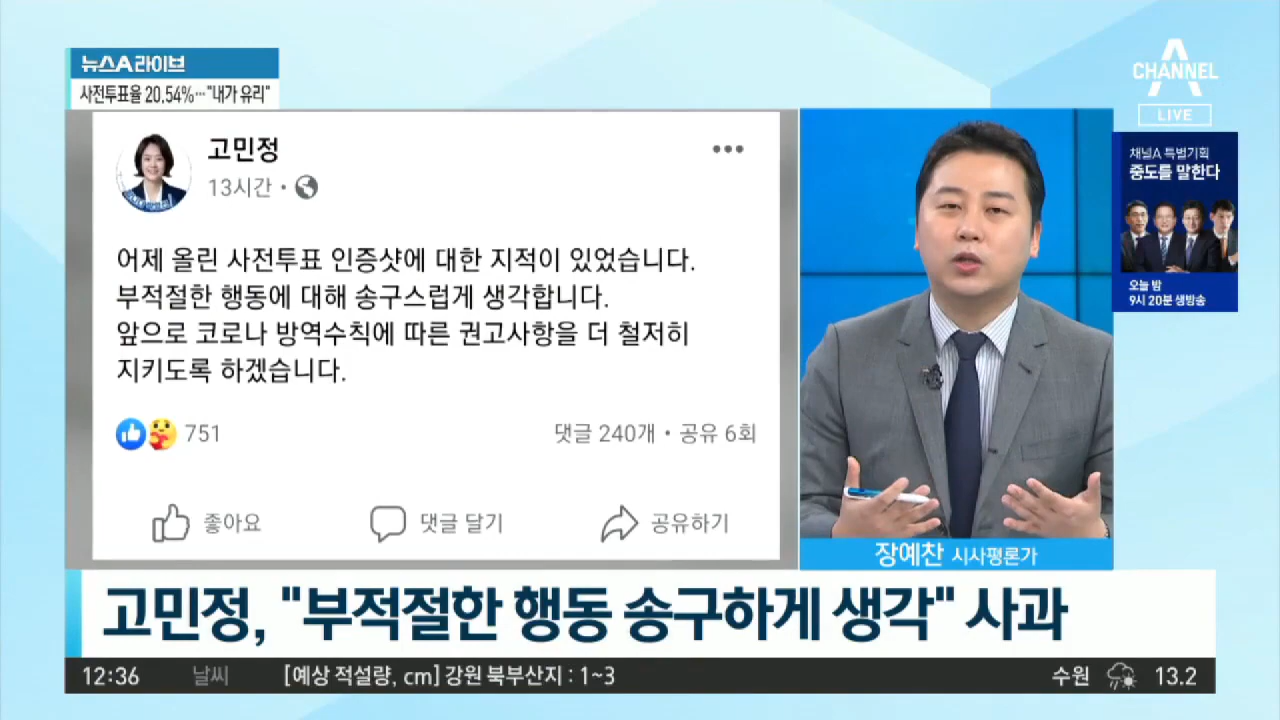 뉴스A 라이브
사전투표율 20.54%…"내가 유리"
고민정
13시간 •
어제 올린 사전투표 인증샷에 대한 지적이 있었습니다.
부적절한 행동에 대해 송구스럽게 생각합니다.
앞으로 코로나 방역수칙에 따른 권고사항을 더 철저히
지키도록 하겠습니다.
751
댓글 240개 • 공유 6회
좋아요
댓글 달기
공유하기
CHANNEL A
LIVE
채널A 특별기획
중도를 말한다
오늘 밤
9시 20분 생방송
장예찬 시사평론가
고민정, "부적절한 행동 송구하게 생각" 사과
12:36 날씨 [예상 적설량, cm] 강원 북부산지 : 1~3 수원 13.2